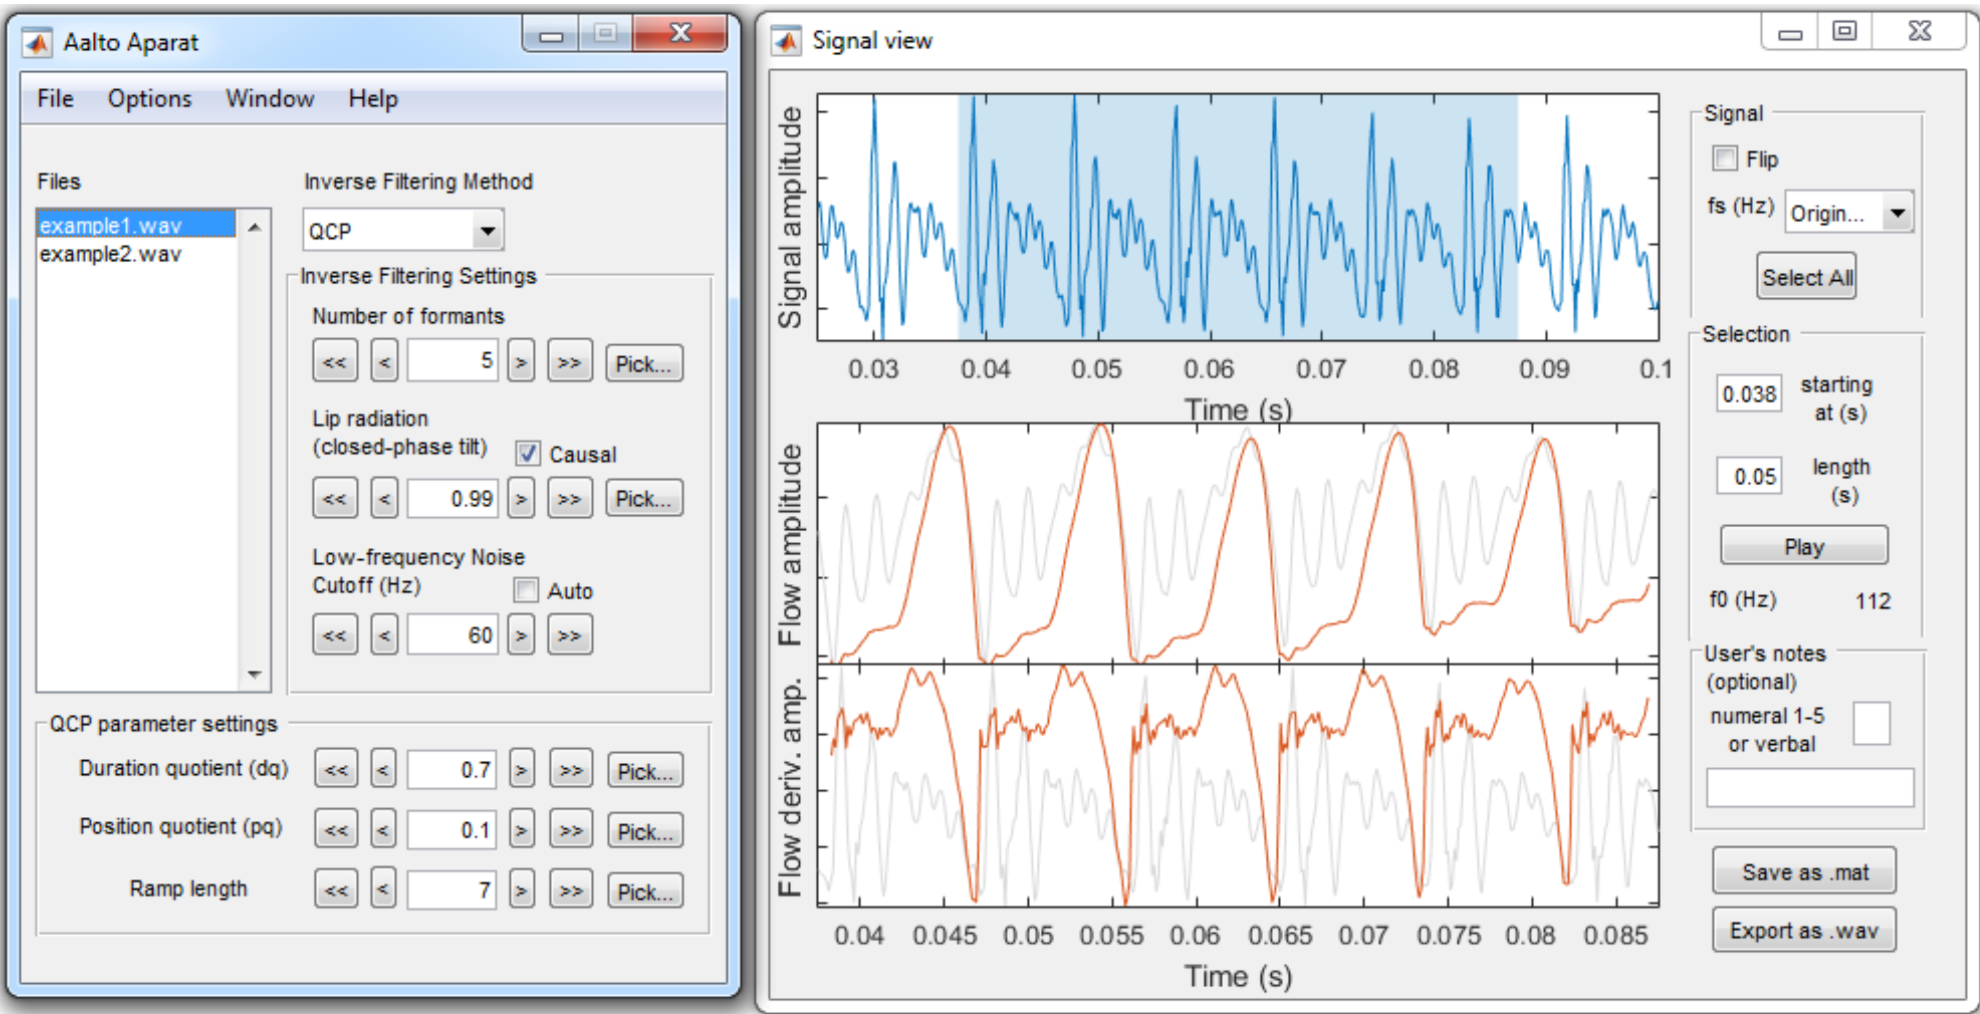 Aalto Aparat
File Options Window Help
Files
example1.wav
example2.wav
Inverse Filtering Method
QCP
Inverse Filtering Settings
Number of formants
<< < 5 > >> Pick...
Lip radiation
(closed-phase tilt) Causal
<< < 0.99 > >> Pick...
Low-frequency Noise
Cutoff (Hz) Auto
<< < 60 > >>
QCP parameter settings
Duration quotient (dq) << < 0.7 > >> Pick...
Position quotient (pq) << < 0.1 > >> Pick...
Ramp length << < 7 > >> Pick...
Signal view
Signal amplitude
0.03 0.04 0.05 0.06 0.07 0.08 0.09 0.1
Time (s)
Flow amplitude
Flow deriv. amp.
0.04 0.045 0.05 0.055 0.06 0.065 0.07 0.075 0.08 0.085
Time (s)
Signal
Flip
fs (Hz) Origin...
Select All
Selection
0.038 starting
at (s)
0.05 length
(s)
Play
f0 (Hz) 112
User's notes
(optional)
numeral 1-5
or verbal
Save as .mat
Export as .wav